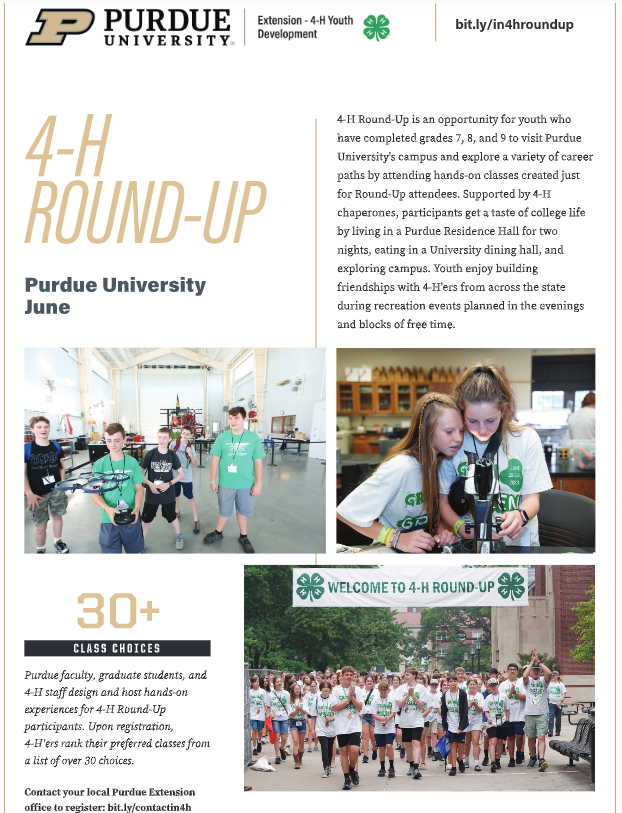 PURDUE
UNIVERSITY®
Extension - 4-H Youth
Development
bit.ly/in4hroundup
4-H
ROUND-UP
Purdue University
June
4-H Round-Up is an opportunity for youth who
have completed grades 7, 8, and 9 to visit Purdue
University's campus and explore a variety of career
paths by attending hands-on classes created just
for Round-Up attendees. Supported by 4-H
chaperones, participants get a taste of college life
by living in a Purdue Residence Hall for two
nights, eating in a University dining hall, and
exploring campus. Youth enjoy building
friendships with 4-H'ers from across the state
during recreation events planned in the evenings
and blocks of free time.
30+
CLASS CHOICES
Purdue faculty, graduate students, and
4-H staff design and host hands-on
experiences for 4-H Round-Up
participants. Upon registration,
4-H'ers rank their preferred classes from
a list of over 30 choices.
Contact your local Purdue Extension
office to register: bit.ly/contactin4h
WELCOME TO 4-H ROUND-UP